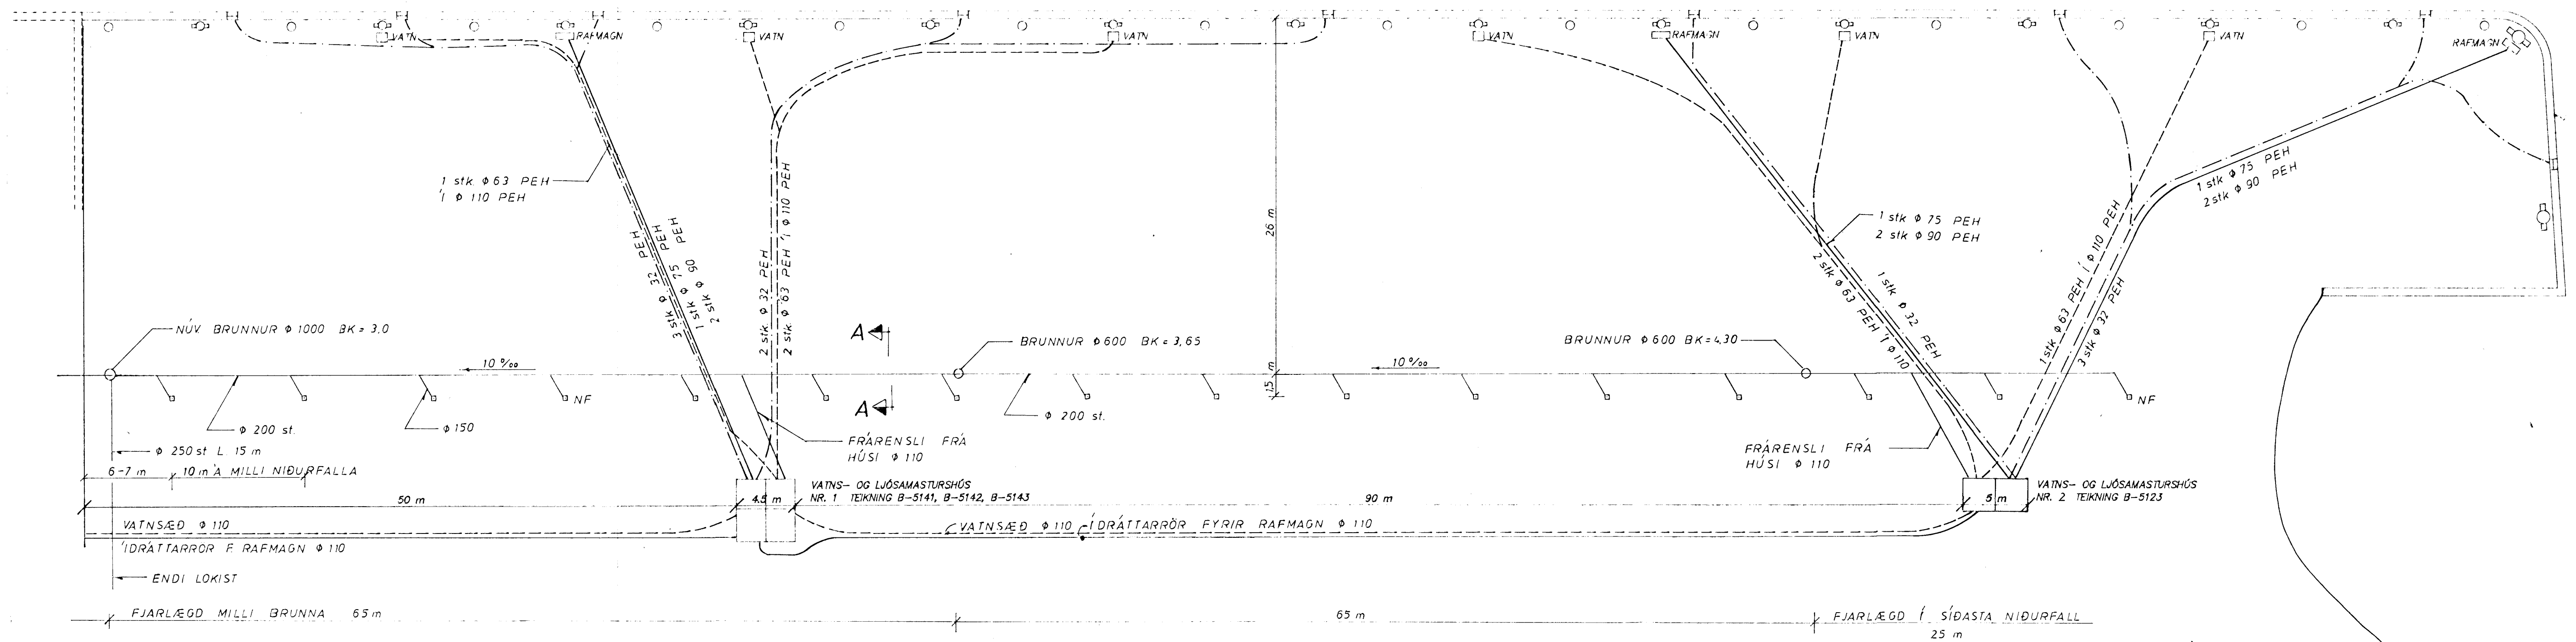 VATN
RAFMAGN
VATN
VATN
VATN
RAFMAGN
VATN
VATN
RAFMAGN
1 stk. φ 63 PEH
Í φ 110 PEH
3 stk φ 32 PEH
1 stk φ 75 PEH
2 stk φ 90 PEH
2 stk. φ 32 PEH
2 stk φ 63 PEH Í φ 110 PEH
26 m
1,5 m
1 stk φ 75 PEH
2 stk φ 90 PEH
2 stk φ 63 PEH Í φ 110
1 stk φ 32 PEH
1 stk φ 63 PEH Í φ 110 PEH
3 stk φ 32 PEH
1 stk φ 75 PEH
2 stk φ 90 PEH
NÚV. BRUNNUR φ 1000 BK = 3,0
10 ‰
A
A
BRUNNUR φ 600 BK = 3,65
10 ‰
BRUNNUR φ 600 BK = 4,30
NF
NF
φ 200 st.
φ 150
φ 200 st.
φ 250 st L. 15 m
6-7 m
10 m Á MILLI NIÐURFALLA
FRÁRENSLI FRÁ
HÚSI φ 110
FRÁRENSLI FRÁ
HÚSI φ 110
50 m
4.5 m
VATNS- OG LJÓSAMASTURSHÚS
NR. 1 TEIKNING B-5141, B-5142, B-5143
90 m
5 m
VATNS- OG LJÓSAMASTURSHÚS
NR. 2 TEIKNING B-5123
VATNSÆÐ φ 110
ÍDRÁTTARROR F. RAFMAGN φ 110
VATNSÆÐ φ 110
ÍDRÁTTARRÖR FYRIR RAFMAGN φ 110
ENDI LOKIST
FJARLÆGD MILLI BRUNNA 65 m
65 m
FJARLÆGD Í SÍÐASTA NIÐURFALL
25 m